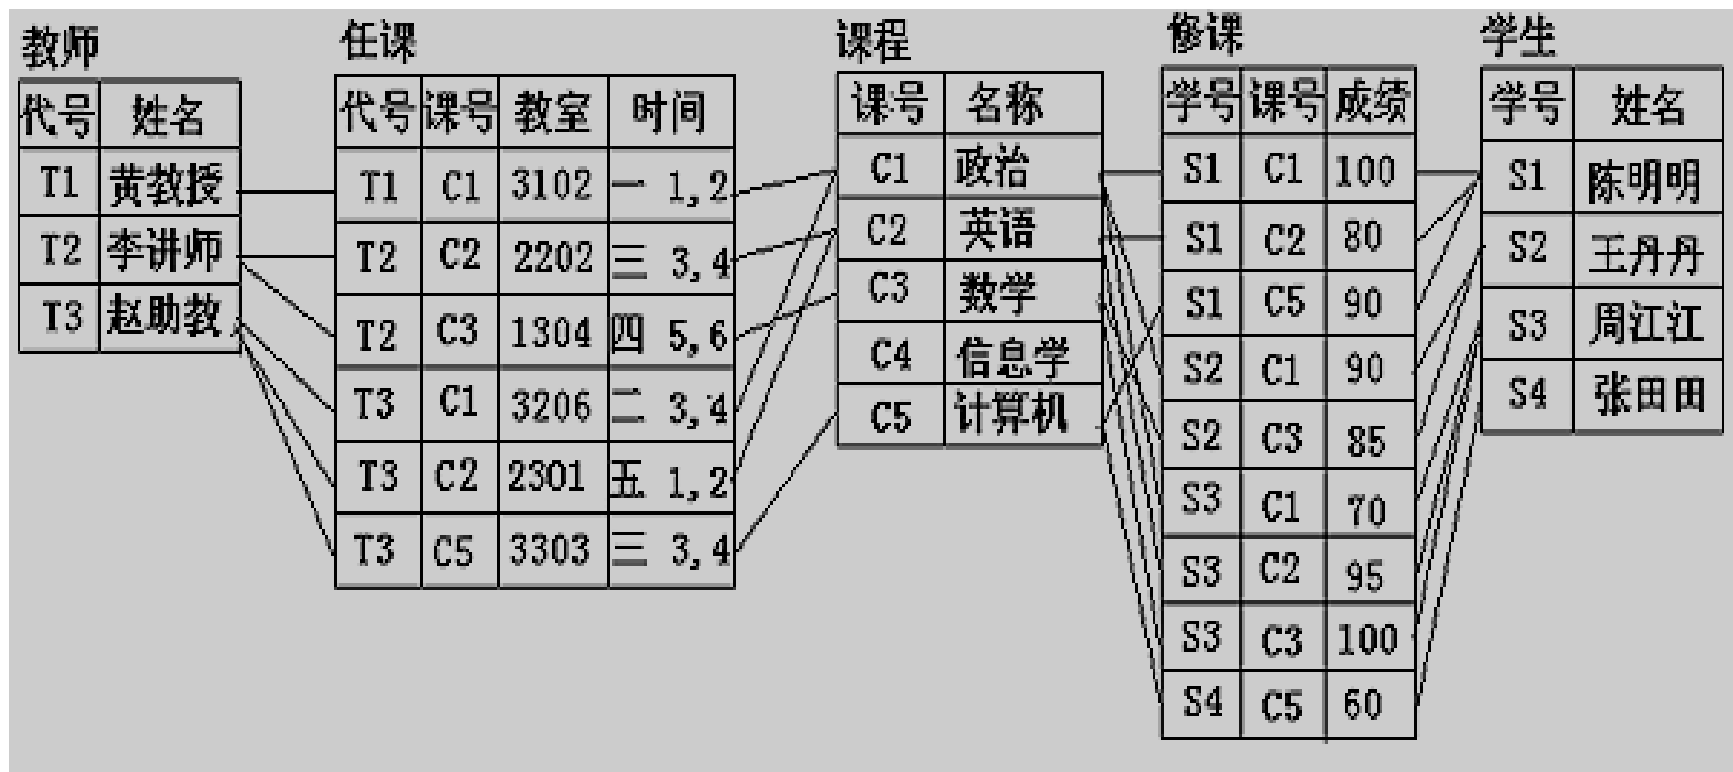 教师
代号 姓名
T1 黄教授
T2 李讲师
T3 赵助教
任课
代号 课号 教室 时间
T1 C1 3102 一 1,2
T2 C2 2202 三 3,4
T2 C3 1304 四 5,6
T3 C1 3206 二 3,4
T3 C2 2301 五 1,2
T3 C5 3303 三 3,4
课程
课号 名称
C1 政治
C2 英语
C3 数学
C4 信息学
C5 计算机
修课
学号 课号 成绩
S1 C1 100
S1 C2 80
S1 C5 90
S2 C1 90
S2 C3 85
S3 C1 70
S3 C2 95
S3 C3 100
S4 C5 60
学生
学号 姓名
S1 陈明明
S2 王丹丹
S3 周江江
S4 张田田